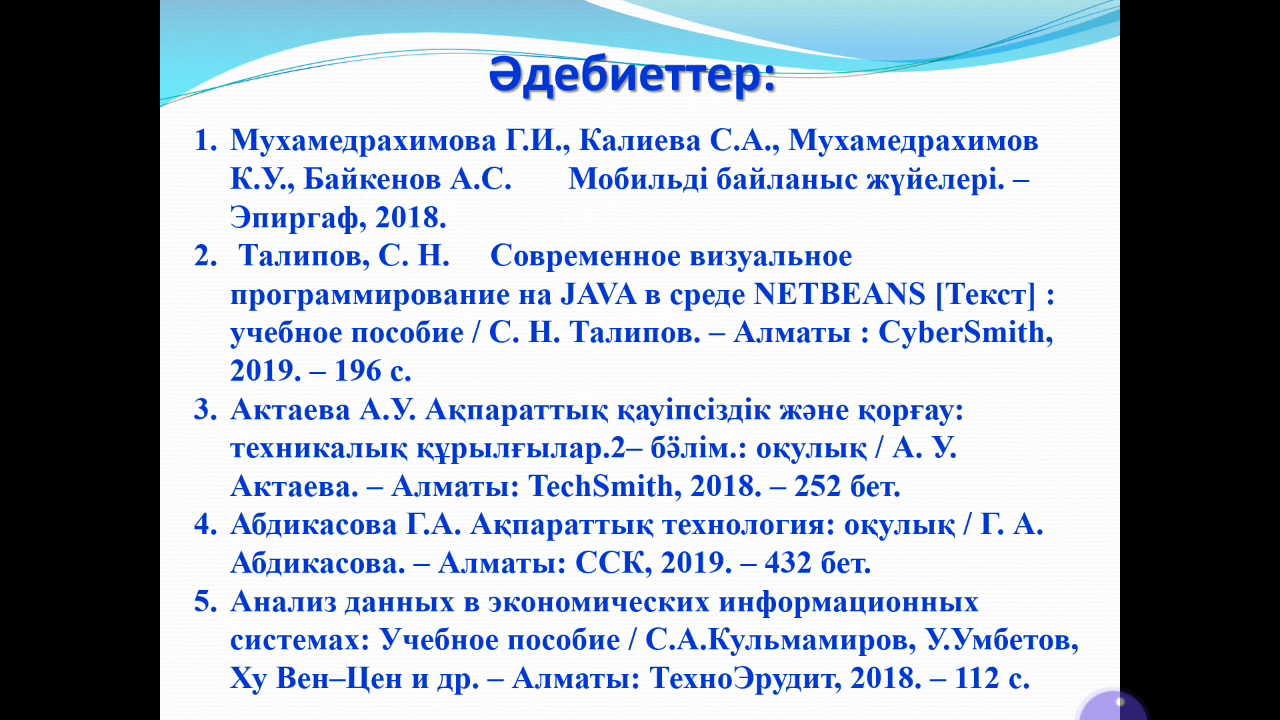 Әдебиеттер:
1. Мухамедрахимова Г.И., Калиева С.А., Мухамедрахимов
К.У., Байкенов А.С. Мобильді байланыс жүйелері. –
Эпиргаф, 2018.
2. Талипов, С. Н. Современное визуальное
программирование на JAVA в среде NETBEANS [Текст] :
учебное пособие / С. Н. Талипов. – Алматы : CyberSmith,
2019. – 196 с.
3. Актаева А.У. Ақпараттық қауіпсіздік және қорғау:
техникалық құрылғылар.2– бӛлім.: оқулық / А. У.
Актаева. – Алматы: TechSmith, 2018. – 252 бет.
4. Абдикасова Г.А. Ақпараттық технология: оқулық / Г. А.
Абдикасова. – Алматы: ССК, 2019. – 432 бет.
5. Анализ данных в экономических информационных
системах: Учебное пособие / С.А.Кульмамиров, У.Умбетов,
Ху Вен–Цен и др. – Алматы: ТехноЭрудит, 2018. – 112 с.